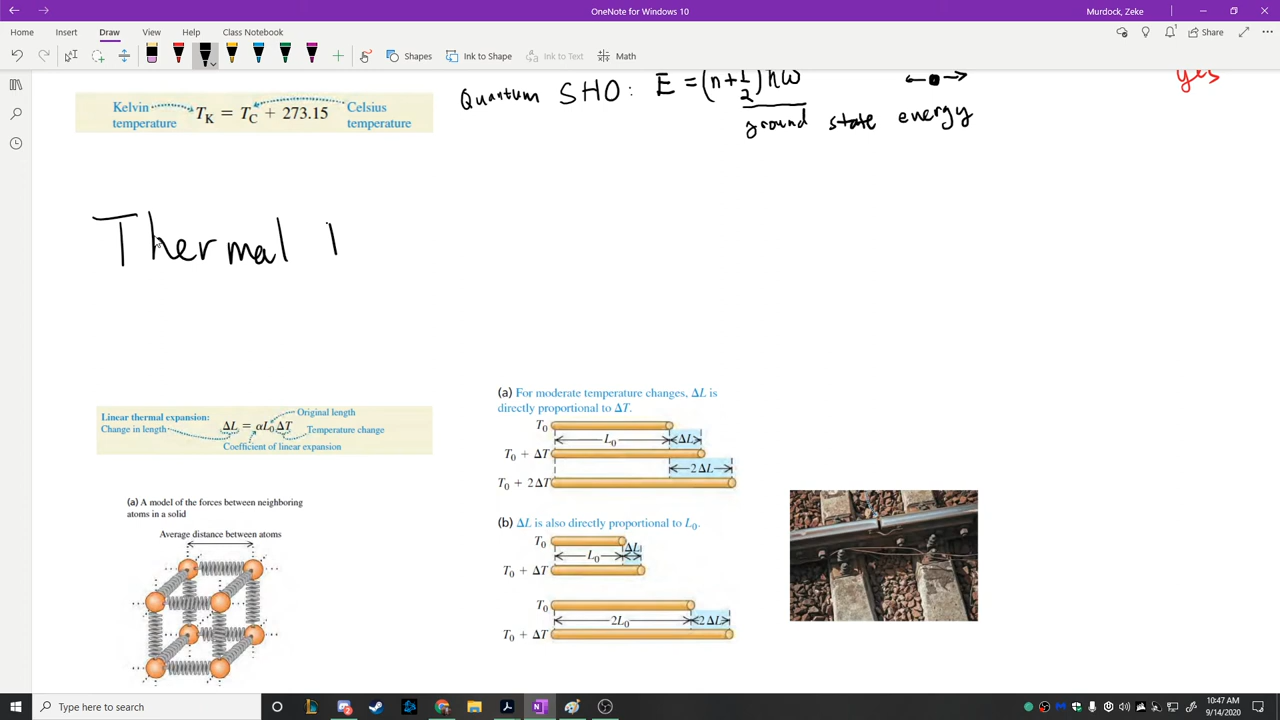 OneNote for Windows 10
Murdock, Zeke
Home Insert Draw View Help Class Notebook
Share
Shapes Ink to Shape Ink to Text Math
Quantum SHO: E = (n+1/2)ħω
yes
ground state energy
Kelvin temperature T_K = T_C + 273.15 Celsius temperature
Thermal
Linear thermal expansion:
Original length
Change in length ΔL = αL₀ΔT Temperature change
Coefficient of linear expansion
(a) A model of the forces between neighboring
atoms in a solid
Average distance between atoms
(a) For moderate temperature changes, ΔL is
directly proportional to ΔT.
T₀
L₀ ΔL
T₀ + ΔT
2 ΔL
T₀ + 2ΔT
(b) ΔL is also directly proportional to L₀.
T₀
L₀ ΔL
T₀ + ΔT
T₀
2L₀ 2 ΔL
T₀ + ΔT
Type here to search
10:47 AM
9/14/2020